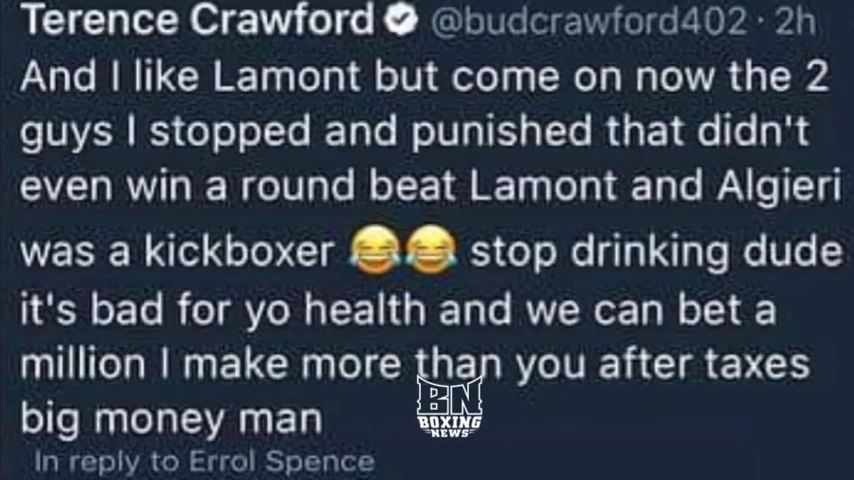 Terence Crawford @budcrawford402 · 2h
And I like Lamont but come on now the 2
guys I stopped and punished that didn't
even win a round beat Lamont and Algieri
was a kickboxer 😂😂 stop drinking dude
it's bad for yo health and we can bet a
million I make more than you after taxes
big money man
BN
BOXING
NEWS
In reply to Errol Spence